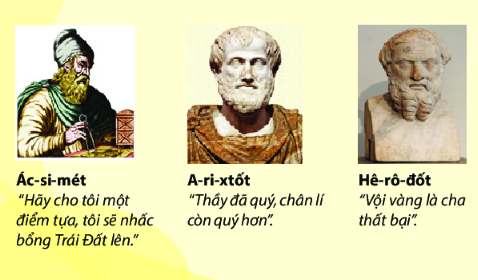 Ác-si-mét
“Hãy cho tôi một
điểm tựa, tôi sẽ nhấc
bổng Trái Đất lên.”
A-ri-xtốt
“Thầy đã quý, chân lí
còn quý hơn”.
Hê-rô-đốt
“Vội vàng là cha
thất bại”.